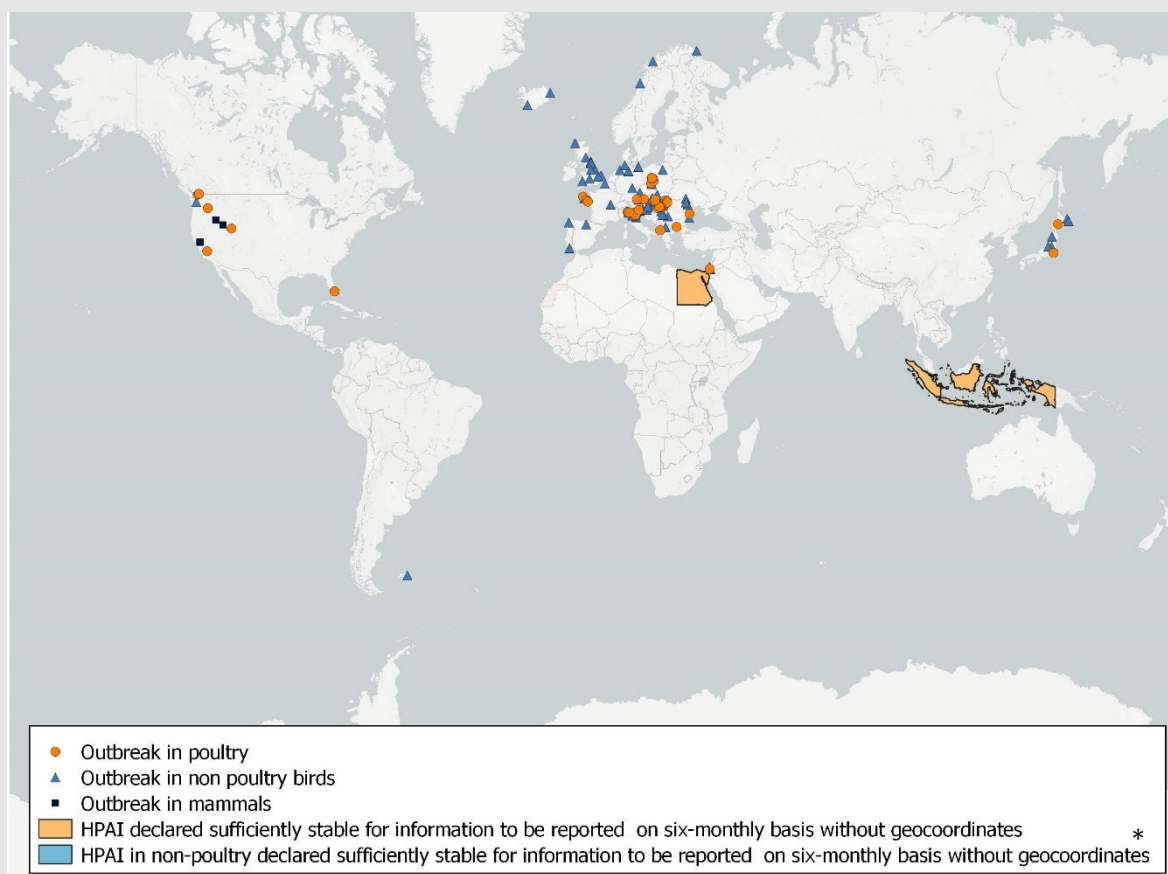 Outbreak in poultry
Outbreak in non poultry birds
Outbreak in mammals
HPAI declared sufficiently stable for information to be reported on six-monthly basis without geocoordinates
*
HPAI in non-poultry declared sufficiently stable for information to be reported on six-monthly basis without geocoordinates